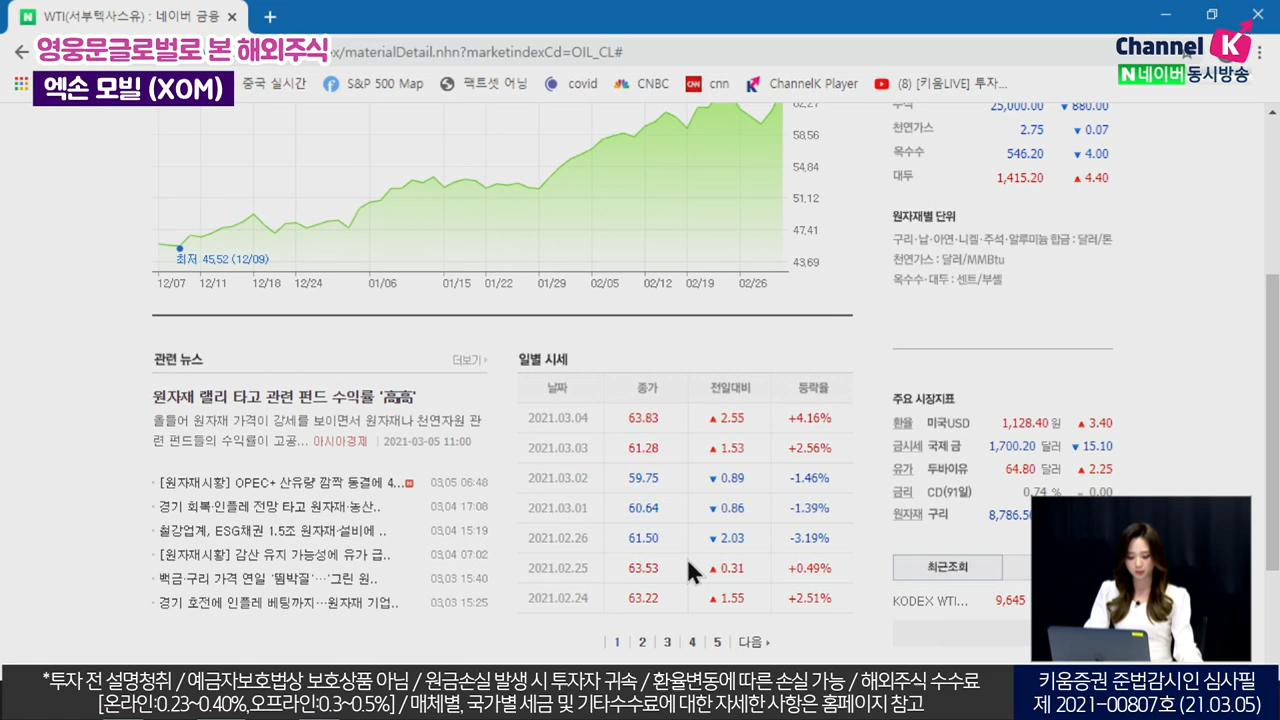 WTI(서부텍사스유) : 네이버 금융
영웅문글로벌로 본 해외주식
ex/materialDetail.nhn?marketindexCd=OIL_CL#
Channel K
N네이버 동시방송
엑손 모빌 (XOM)
중국 실시간
S&P 500 Map
팩트셋 어닝
covid
CNBC
cnn
ChannelK Player
(8) [키움LIVE] 투자...
62,27
58,56
54,84
51,12
47,41
43,69
최저 45,52 (12/09)
12/07 12/11 12/18 12/24 01/06 01/15 01/22 01/29 02/05 02/12 02/19 02/26
주석 25,000.00 ▼ 880.00
천연가스 2.75 ▼ 0.07
옥수수 546.20 ▼ 4.00
대두 1,415.20 ▲ 4.40
원자재별 단위
구리·납·아연·니켈·주석·알루미늄 합금 : 달러/톤
천연가스 : 달러/MMBtu
옥수수·대두 : 센트/부셸
관련 뉴스 더보기
원자재 랠리 타고 관련 펀드 수익률 '高高'
올들어 원자재 가격이 강세를 보이면서 원자재나 천연자원 관
련 펀드들의 수익률이 고공... 아시아경제 | 2021-03-05 11:00
[원자재시황] OPEC+ 산유량 깜짝 동결에 4... 03,05 06:48
경기 회복·인플레 전망 타고 원자재·농산.. 03,04 17:08
철강업계, ESG채권 1.5조 원자재·설비에 .. 03,04 15:19
[원자재시황] 감산 유지 가능성에 유가 급.. 03,04 07:02
백금·구리 가격 연일 '뜀박질'…'그린 원.. 03,03 15:40
경기 호전에 인플레 베팅까지…원자재 기업.. 03,03 15:25
일별 시세
날짜 종가 전일대비 등락율
2021.03.04 63.83 ▲ 2.55 +4.16%
2021.03.03 61.28 ▲ 1.53 +2.56%
2021.03.02 59.75 ▼ 0.89 -1.46%
2021.03.01 60.64 ▼ 0.86 -1.39%
2021.02.26 61.50 ▼ 2.03 -3.19%
2021.02.25 63.53 ▲ 0.31 +0.49%
2021.02.24 63.22 ▲ 1.55 +2.51%
1 2 3 4 5 다음
주요 시장지표
환율 미국USD 1,128.40 원 ▲ 3.40
금시세 국제 금 1,700.20 달러 ▼ 15.10
유가 두바이유 64.80 달러 ▲ 2.25
금리 CD(91일) 0.74 % - 0.00
원자재 구리 8,786.50
최근조회
KODEX WTI... 9,645
*투자 전 설명청취 / 예금자보호법상 보호상품 아님 / 원금손실 발생 시 투자자 귀속 / 환율변동에 따른 손실 가능 / 해외주식 수수료
[온라인:0.23~0.40%,오프라인:0.3~0.5%] / 매체별, 국가별 세금 및 기타수수료에 대한 자세한 사항은 홈페이지 참고
키움증권 준법감시인 심사필
제 2021-00807호 (21.03.05)